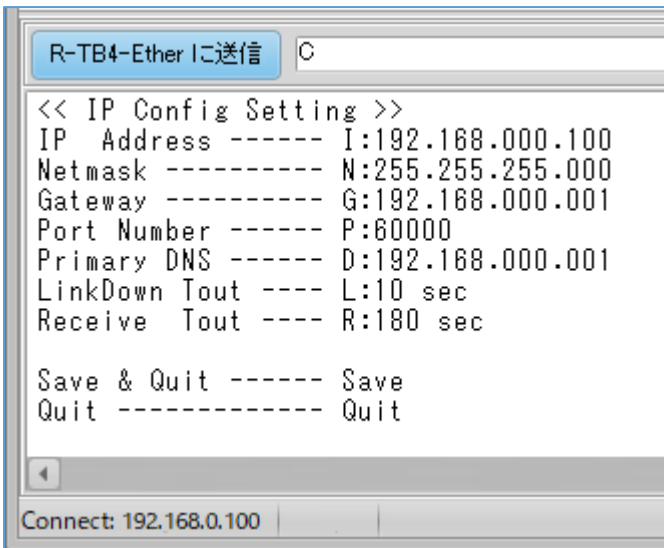 R-TB4-Ether に送信 C
<< IP Config Setting >>
IP  Address ------ I:192.168.000.100
Netmask ---------- N:255.255.255.000
Gateway ---------- G:192.168.000.001
Port Number ------ P:60000
Primary DNS ------ D:192.168.000.001
LinkDown Tout ---- L:10 sec
Receive  Tout ---- R:180 sec
Save & Quit ------ Save
Quit ------------- Quit
Connect: 192.168.0.100